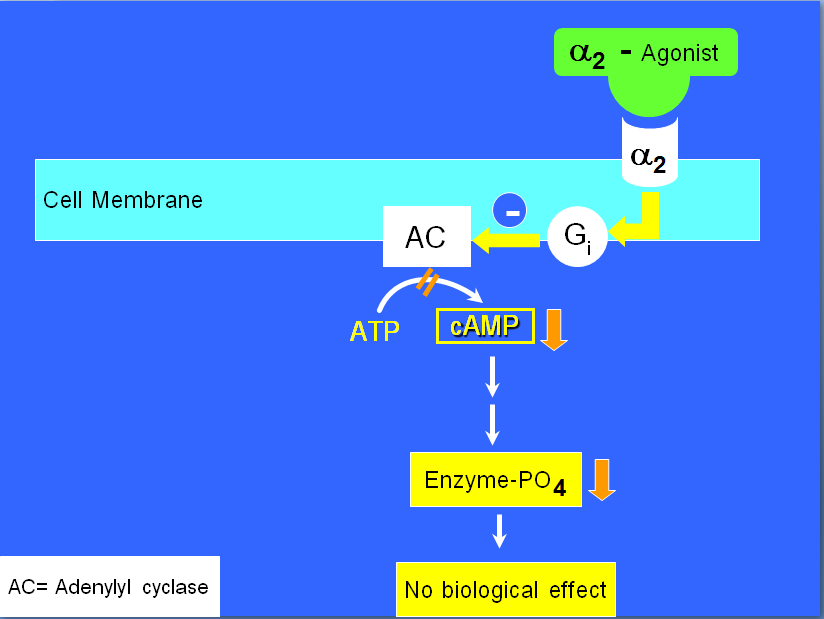 α₂ - Agonist
α₂
Cell Membrane
-
AC
Gᵢ
ATP
cAMP
Enzyme-PO₄
No biological effect
AC= Adenylyl cyclase